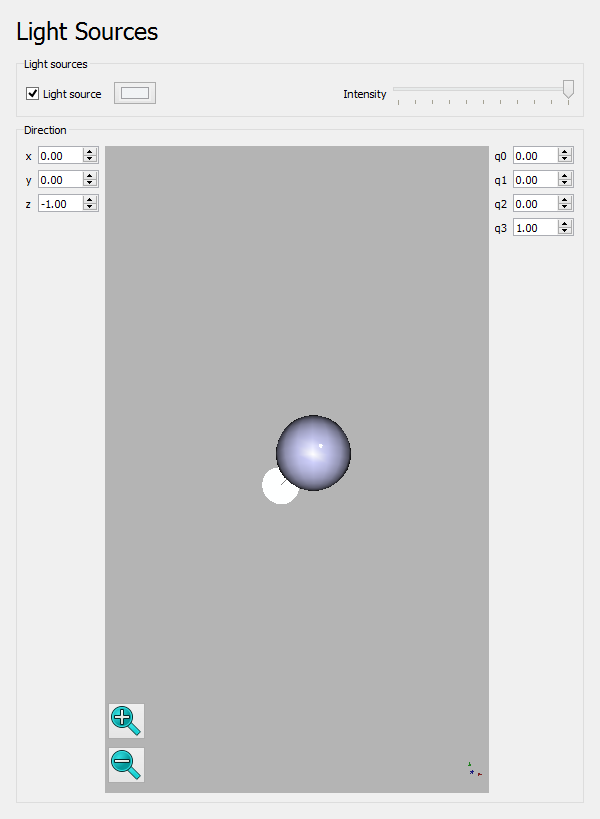 Light Sources
Light sources
Light source
Intensity
Direction
x 0.00
y 0.00
z -1.00
q0 0.00
q1 0.00
q2 0.00
q3 1.00